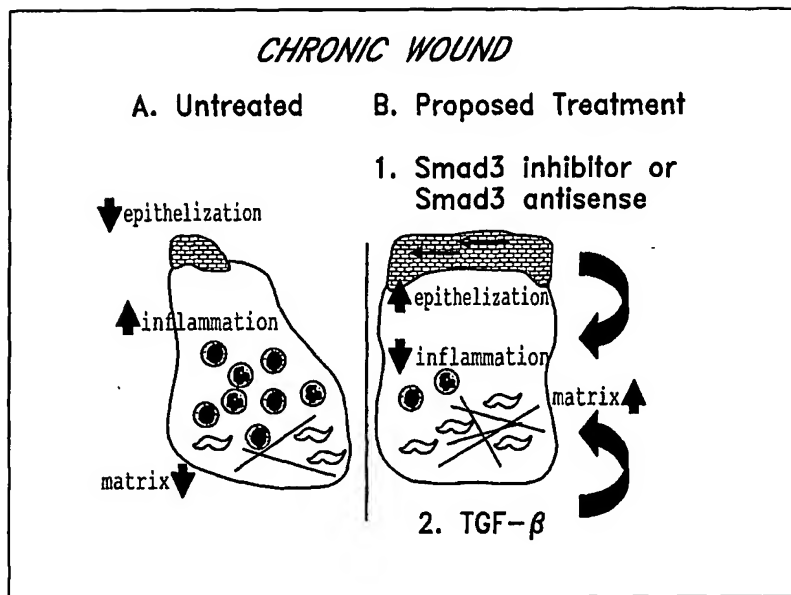 CHRONIC WOUND
A. Untreated
B. Proposed Treatment
1. Smad3 inhibitor or
Smad3 antisense
epithelization
inflammation
matrix
epithelization
inflammation
matrix
2. TGF-β